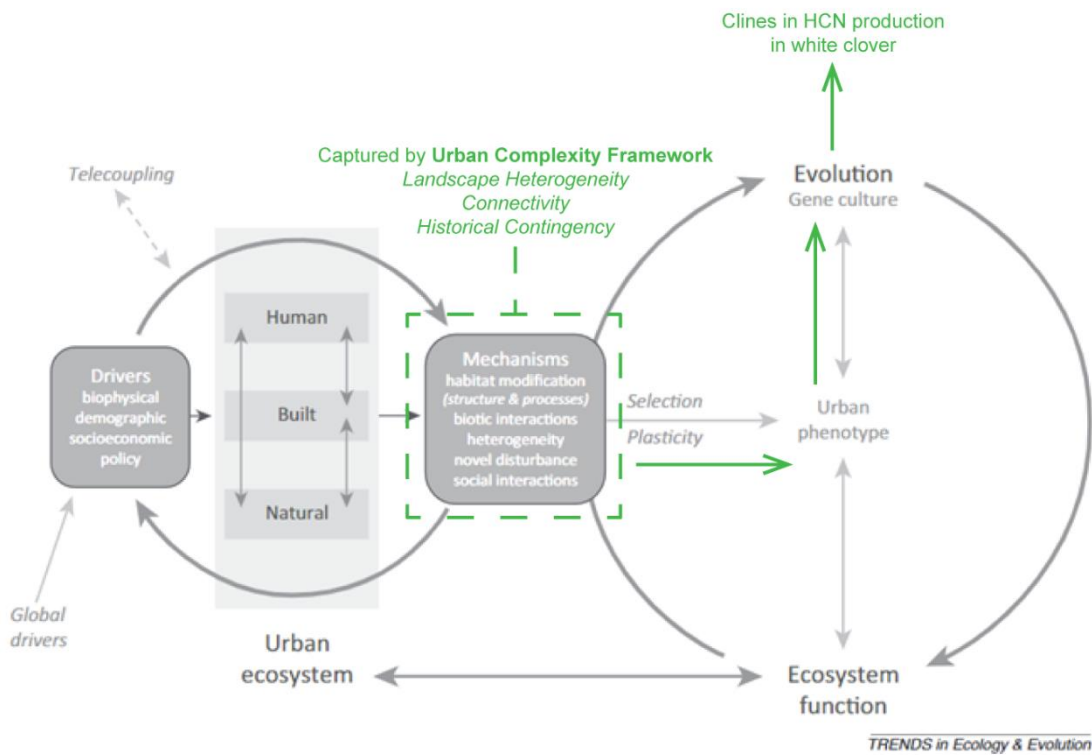 Clines in HCN production
in white clover
Captured by Urban Complexity Framework
Landscape Heterogeneity
Connectivity
Historical Contingency
Telecoupling
Evolution
Gene culture
Human
Built
Natural
Drivers
biophysical
demographic
socioeconomic
policy
Mechanisms
habitat modification
(structure & processes)
biotic interactions
heterogeneity
novel disturbance
social interactions
Selection
Plasticity
Urban
phenotype
Global
drivers
Urban
ecosystem
Ecosystem
function
TRENDS in Ecology & Evolution